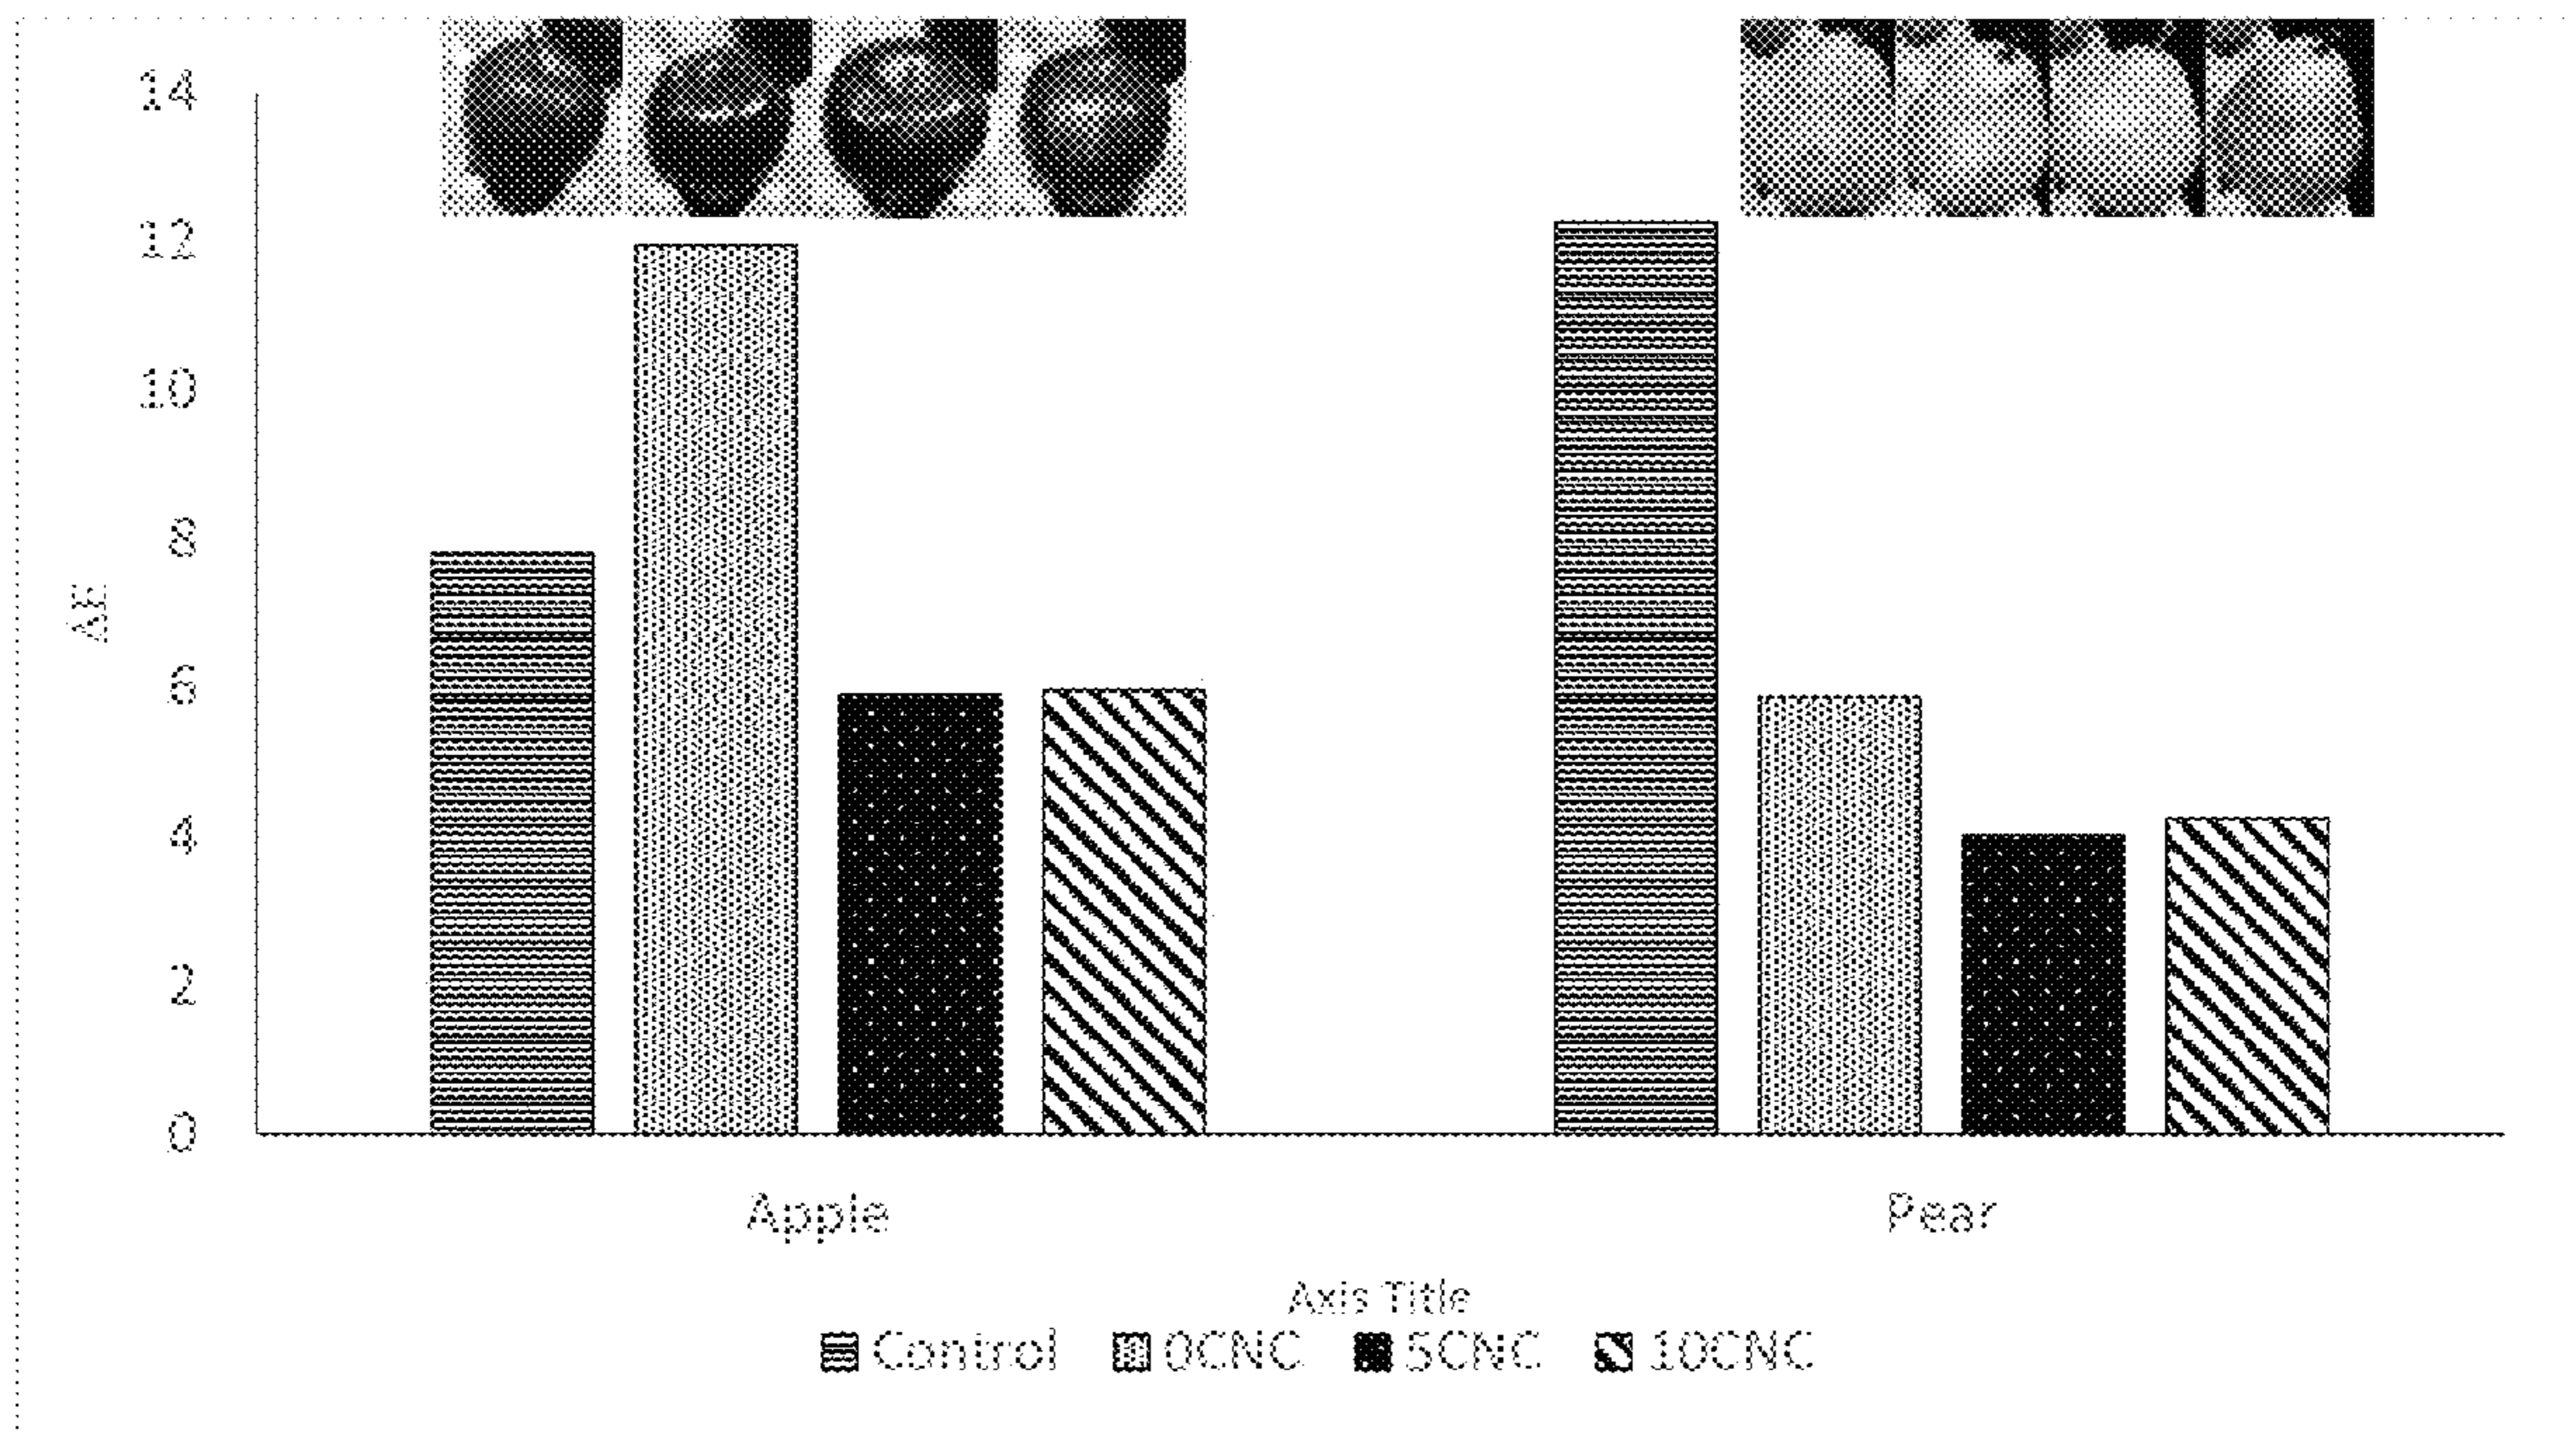 14
12
10
8
6
4
2
0
ΔE
Apple Pear
Axis Title
Control 0CNC 5CNC 10CNC